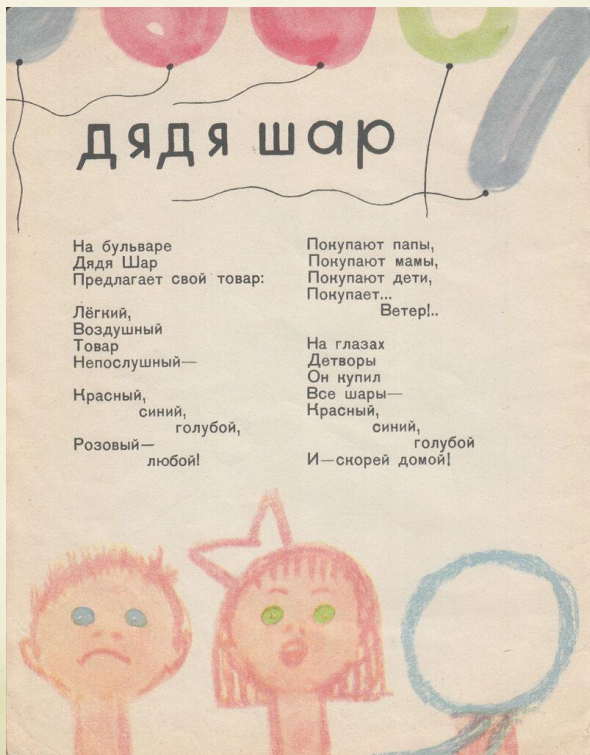 дядя шар
На бульваре
Дядя Шар
Предлагает свой товар:
Лёгкий,
Воздушный
Товар
Непослушный—
Красный,
синий,
голубой,
Розовый—
любой!
Покупают папы,
Покупают мамы,
Покупают дети,
Покупает...
Ветер!..
На глазах
Детворы
Он купил
Все шары—
Красный,
синий,
голубой
И—скорей домой!